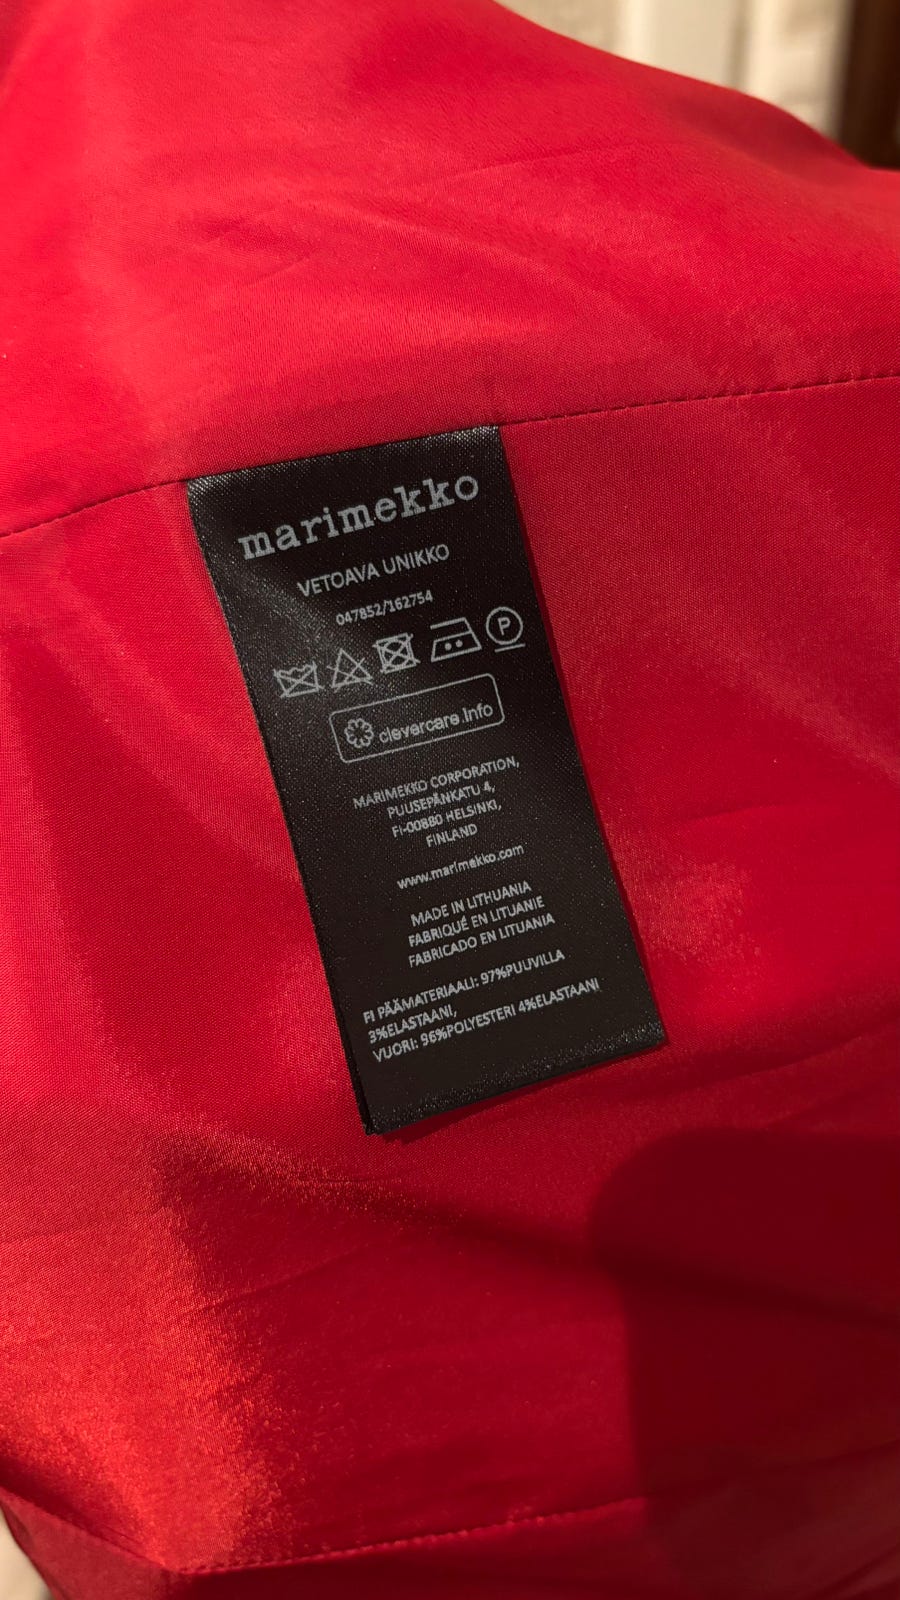 marimekko
VETOAVA UNIKKO
047852/162754
P
clevercare.info
MARIMEKKO CORPORATION,
PUUSEPÄNKATU 4,
FI-00880 HELSINKI,
FINLAND
www.marimekko.com
MADE IN LITHUANIA
FABRIQUÉ EN LITUANIE
FABRICADO EN LITUANIA
FI PÄÄMATERIAALI: 97%PUUVILLA
3%ELASTAANI,
VUORI: 96%POLYESTERI 4%ELASTAANI